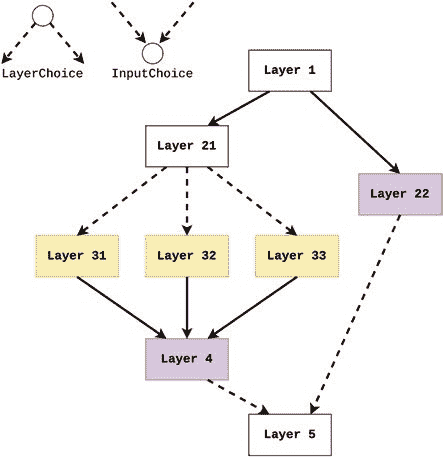 LayerChoice
InputChoice
Layer 1
Layer 21
Layer 22
Layer 31
Layer 32
Layer 33
Layer 4
Layer 5